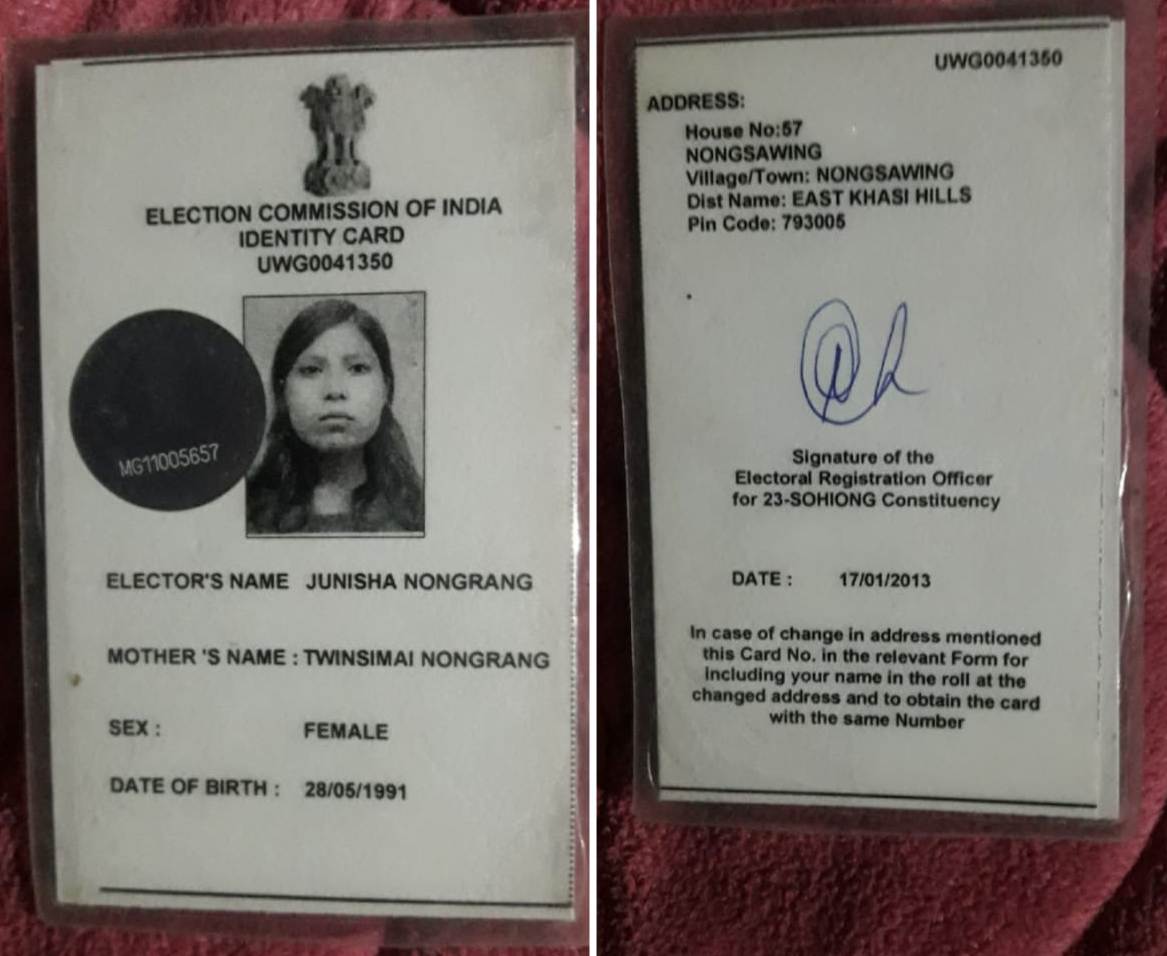 ELECTION COMMISSION OF INDIA
IDENTITY CARD
UWG0041350
MG11005657
ELECTOR'S NAME JUNISHA NONGRANG
MOTHER 'S NAME : TWINSIMAI NONGRANG
SEX : FEMALE
DATE OF BIRTH : 28/05/1991
UWG0041350
ADDRESS:
House No:57
NONGSAWING
Village/Town: NONGSAWING
Dist Name: EAST KHASI HILLS
Pin Code: 793005
Signature of the
Electoral Registration Officer
for 23-SOHIONG Constituency
DATE : 17/01/2013
In case of change in address mentioned
this Card No. in the relevant Form for
including your name in the roll at the
changed address and to obtain the card
with the same Number